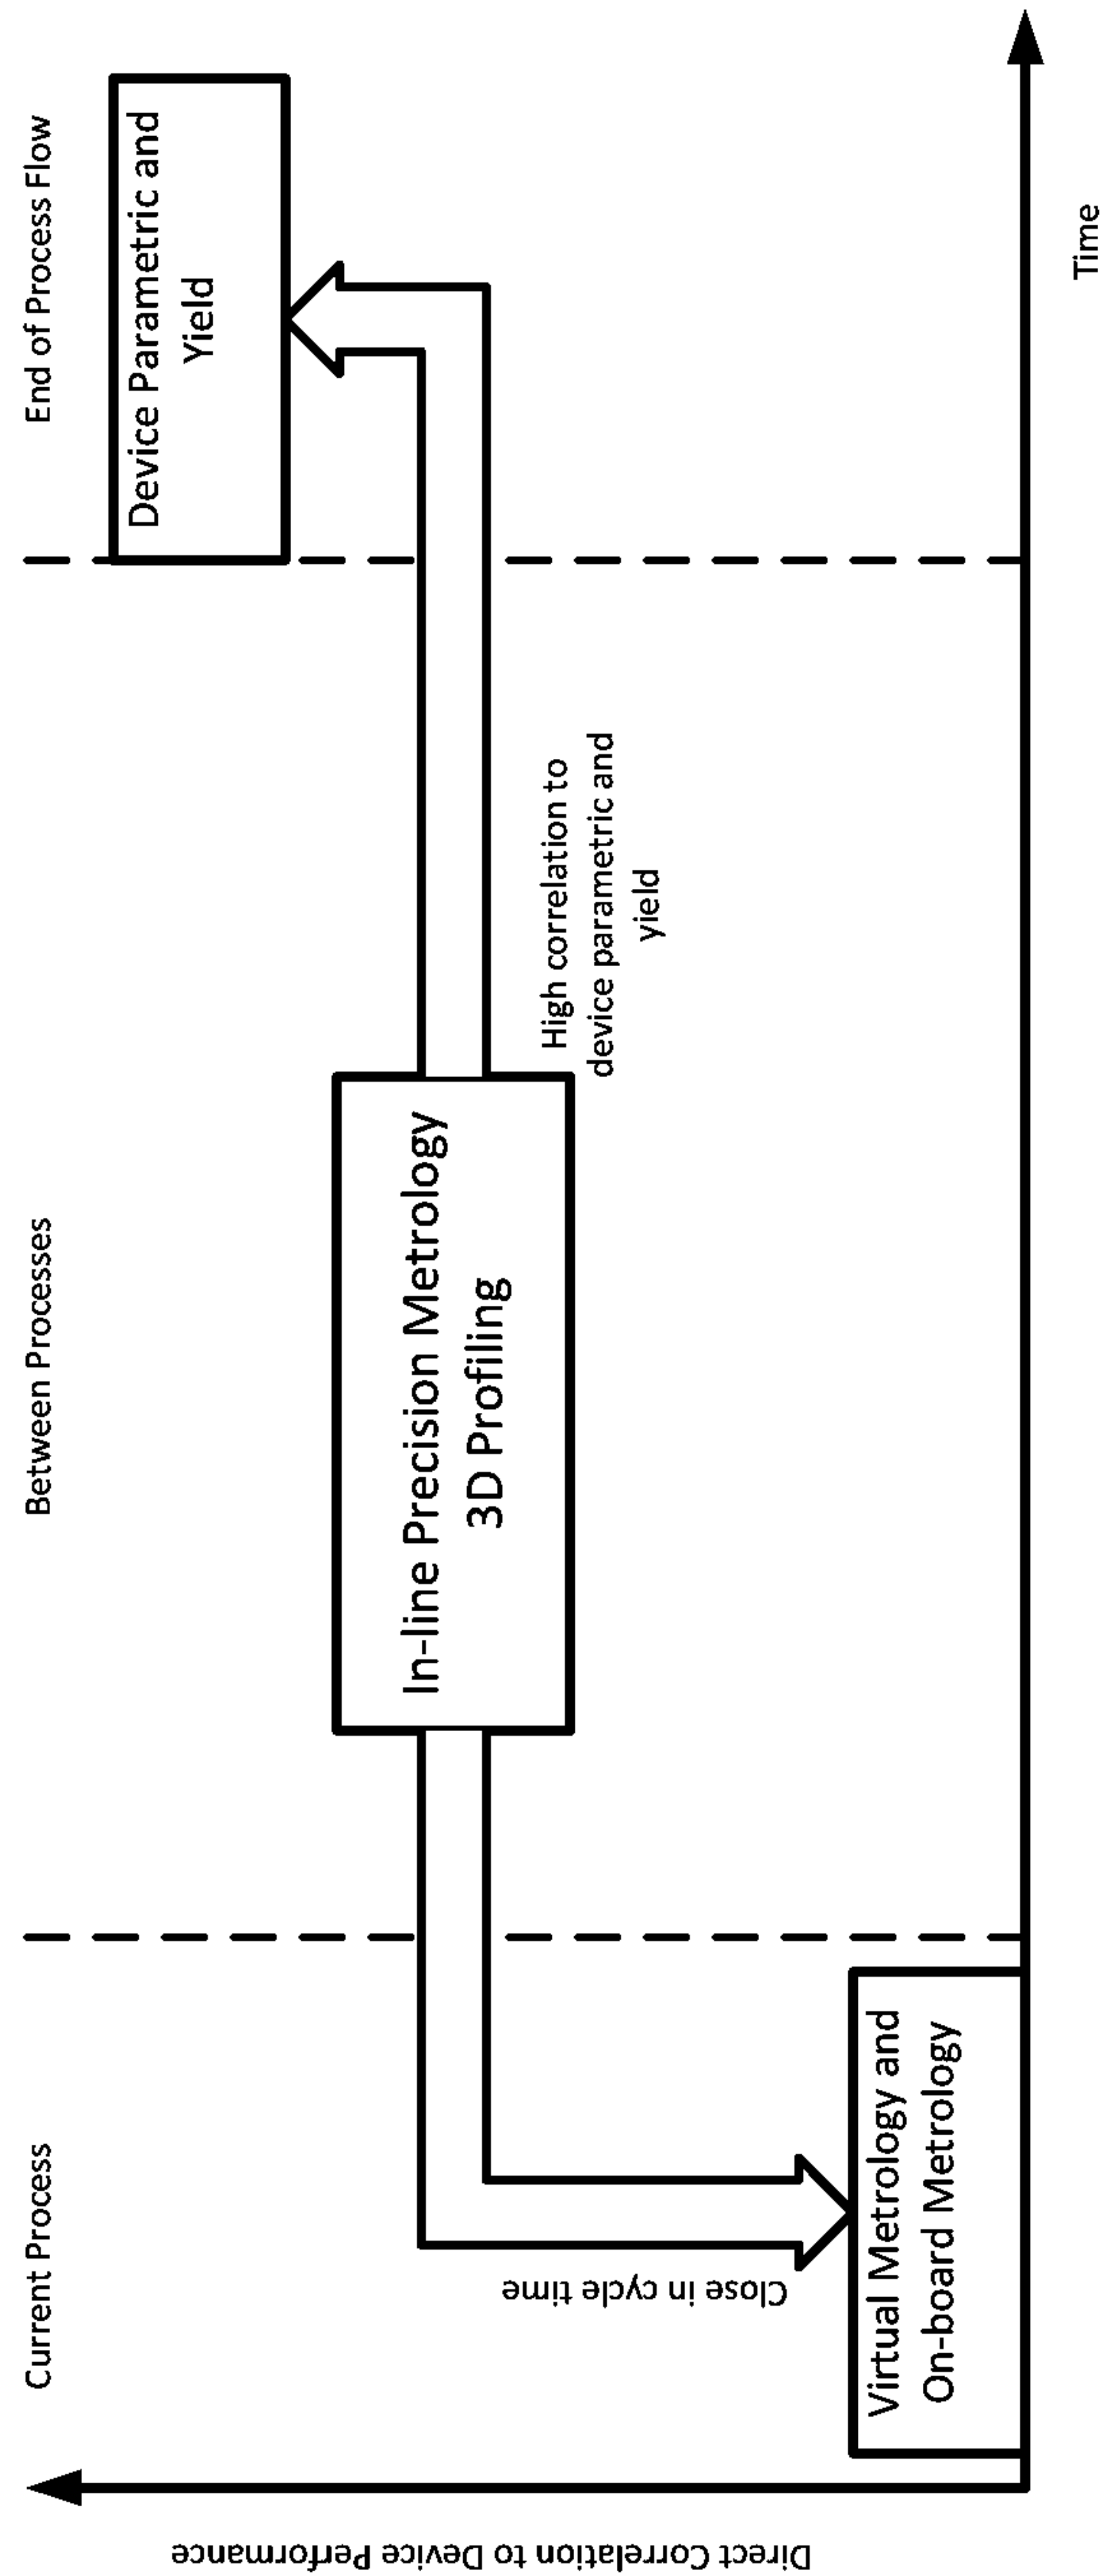 Current Process
Between Processes
End of Process Flow
Direct Correlation to Device Performance
Device Parametric and
Yield
In-line Precision Metrology
3D Profiling
High correlation to
device parametric and
yield
Close in cycle time
Virtual Metrology and
On-board Metrology
Time